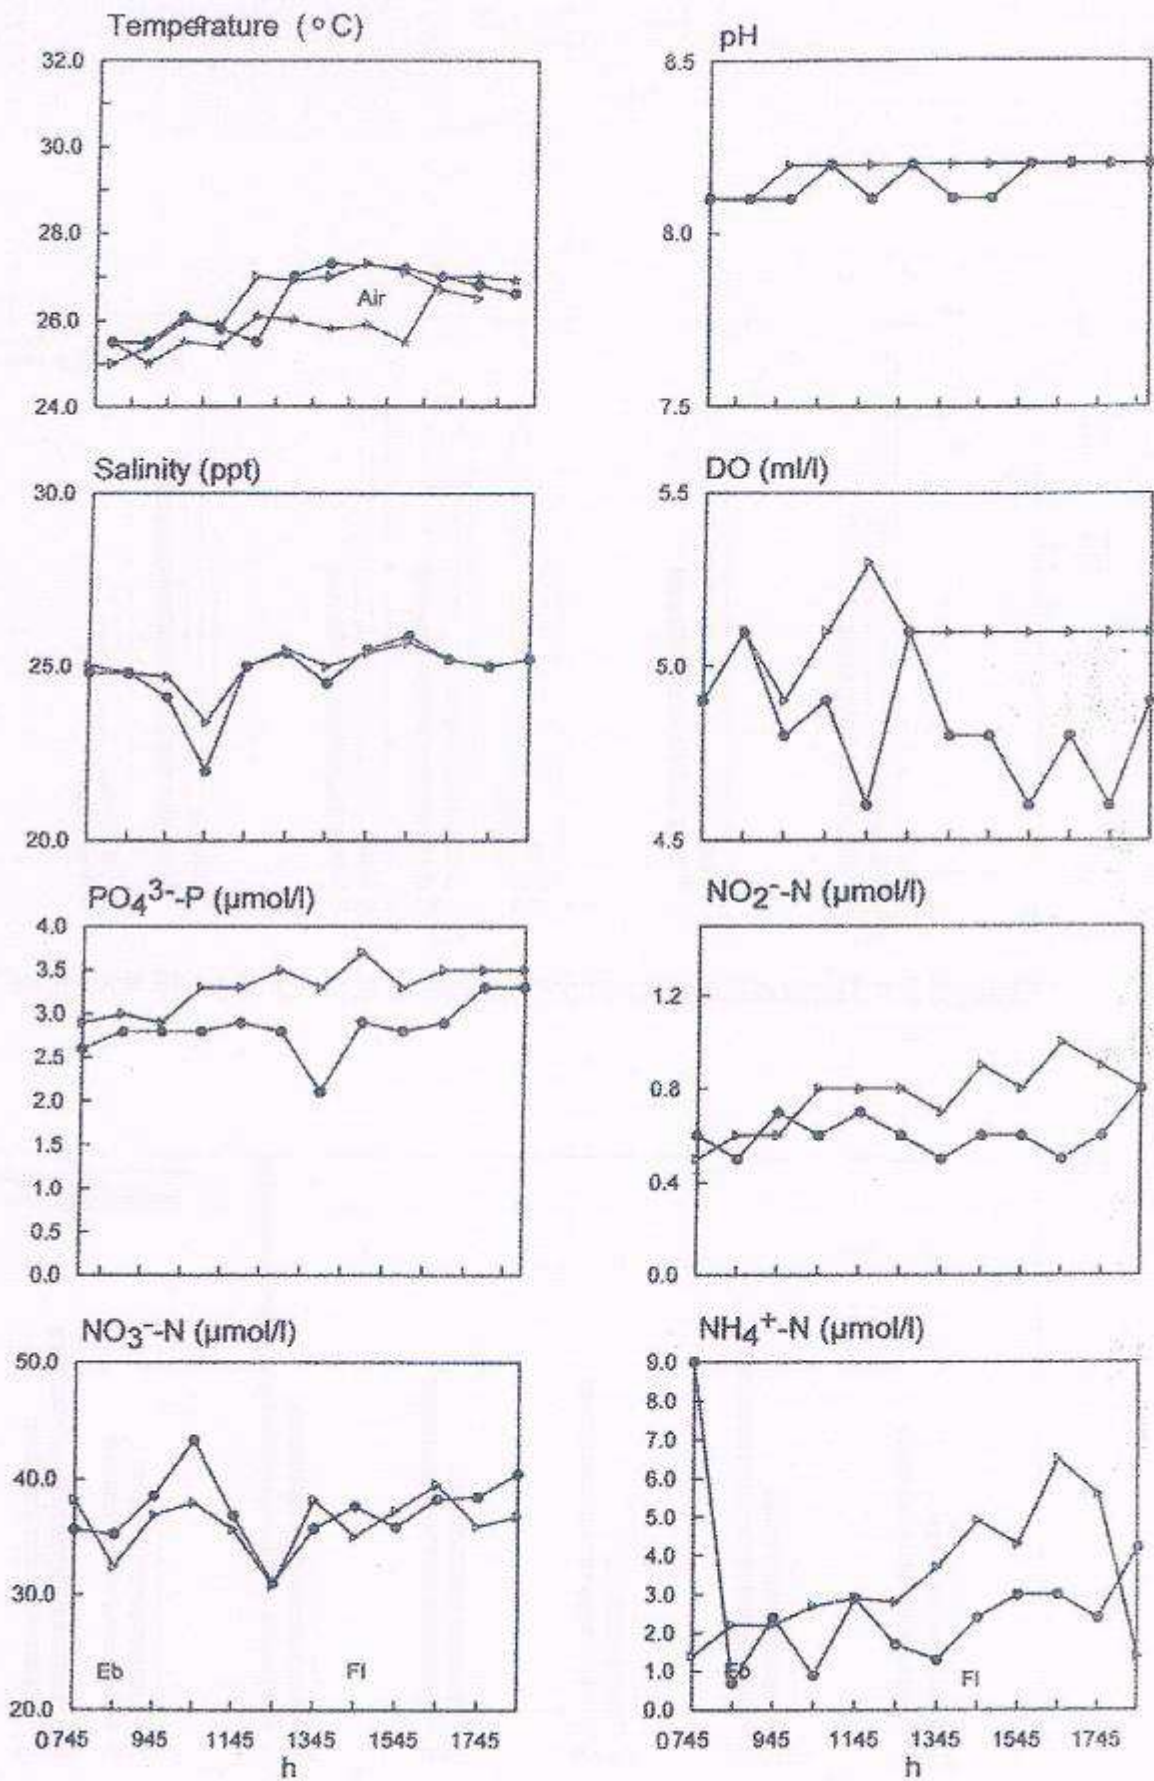 Temperature (°C)
32.0
30.0
28.0
26.0
24.0
Air
pH
8.5
8.0
7.5
Salinity (ppt)
30.0
25.0
20.0
DO (ml/l)
5.5
5.0
4.5
PO₄³⁻-P (µmol/l)
4.0
3.5
3.0
2.5
2.0
1.5
1.0
0.5
0.0
NO₂⁻-N (µmol/l)
1.2
0.8
0.4
0.0
NO₃⁻-N (µmol/l)
50.0
40.0
30.0
20.0
Eb Fl
0745 945 1145 1345 1545 1745
h
NH₄⁺-N (µmol/l)
9.0
8.0
7.0
6.0
5.0
4.0
3.0
2.0
1.0
0.0
Eb Fl
0745 945 1145 1345 1545 1745
h